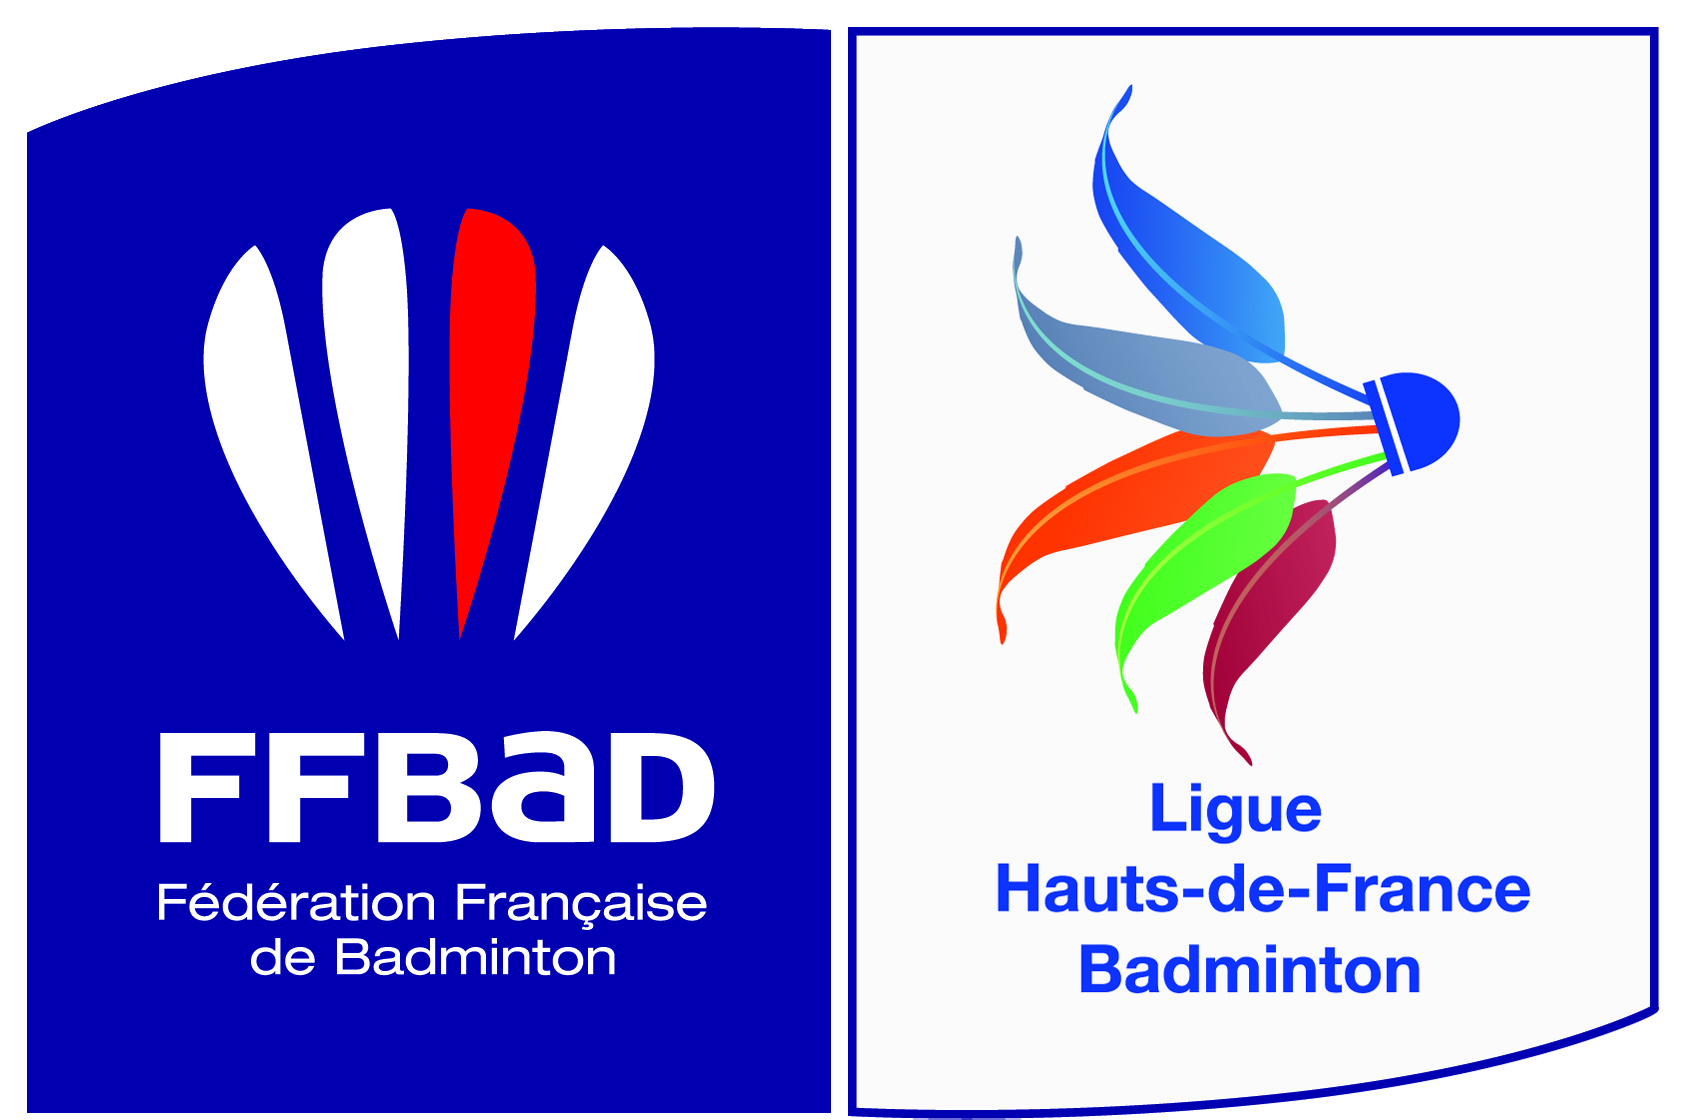 FFBaD
Fédération Française
de Badminton
Ligue
Hauts-de-France
Badminton